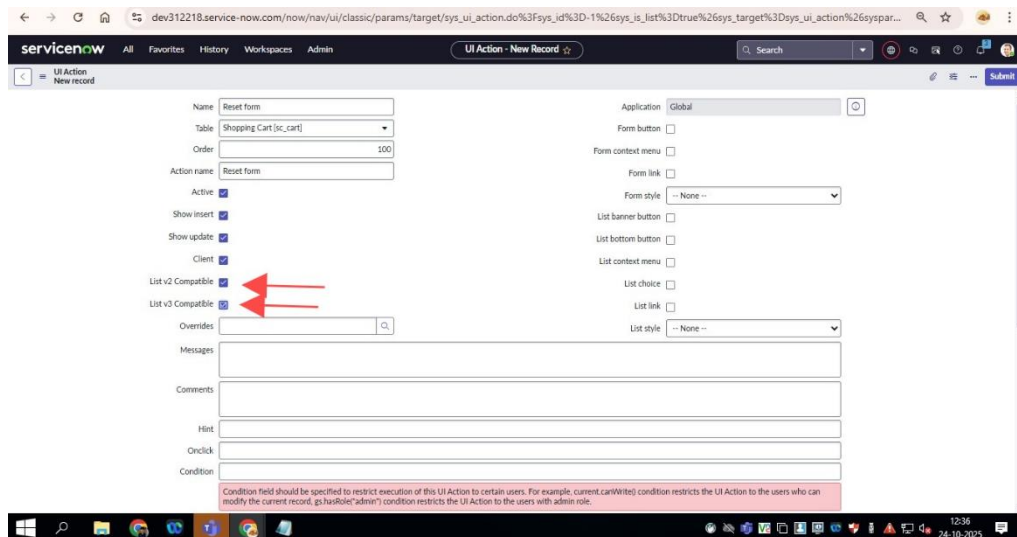 dev312218.service-now.com/now/nav/ui/classic/params/target/sys_ui_action.do%3Fsys_id%3D-1%26sys_is_list%3Dtrue%26sys_target%3Dsys_ui_action%26syspar...
servicenow All Favorites History Workspaces Admin UI Action - New Record Search 2
UI Action
New record Submit
Name Reset form Application Global
Table Shopping Cart [sc_cart] Form button
Order 100 Form context menu
Action name Reset form Form link
Active Form style -- None --
Show insert List banner button
Show update List bottom button
Client List context menu
List v2 Compatible List choice
List v3 Compatible List link
Overrides List style -- None --
Messages
Comments
Hint
Onclick
Condition
Condition field should be specified to restrict execution of this UI Action to certain users. For example, current.canWrite() condition restricts the UI Action to the users who can
modify the current record, gs.hasRole("admin") condition restricts the UI Action to the users with admin role.
12:36
24-10-2025